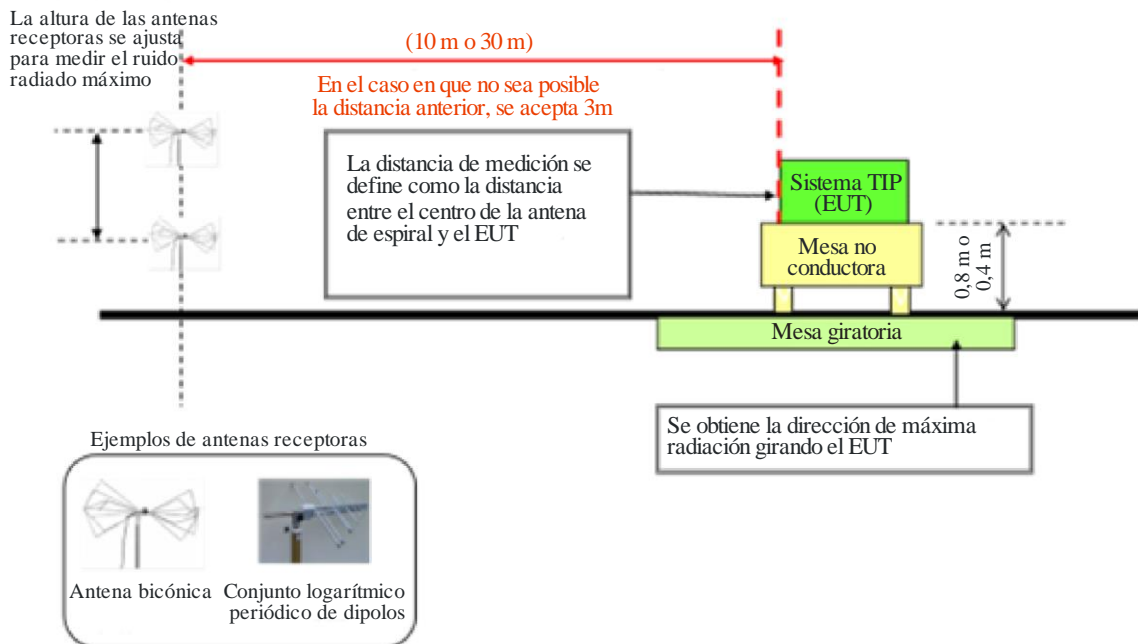 La altura de las antenas
receptoras se ajusta
para medir el ruido
radiado máximo
(10 m o 30 m)
En el caso en que no sea posible
la distancia anterior, se acepta 3m
La distancia de medición se
define como la distancia
entre el centro de la antena
de espiral y el EUT
Sistema TIP
(EUT)
Mesa no
conductora
0,8 m o
0,4 m
Mesa giratoria
Se obtiene la dirección de máxima
radiación girando el EUT
Ejemplos de antenas receptoras
Antena bicónica
Conjunto logarítmico
periódico de dipolos